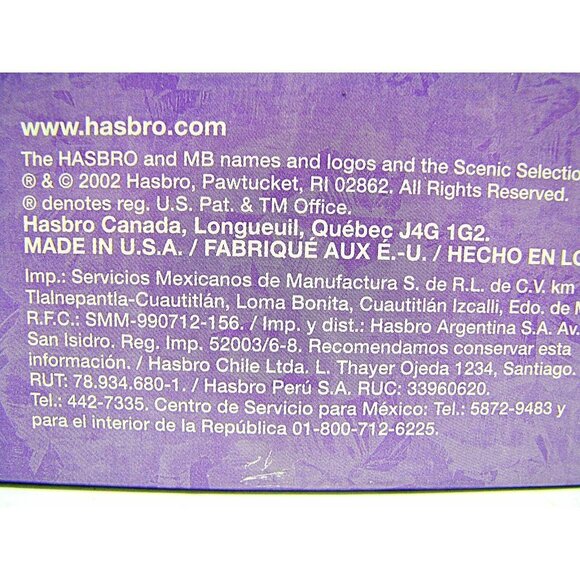 www.hasbro.com
The HASBRO and MB names and logos and the Scenic Selectio
® & © 2002 Hasbro, Pawtucket, RI 02862. All Rights Reserved.
® denotes reg. U.S. Pat. & TM Office.
Hasbro Canada, Longueuil, Québec J4G 1G2.
MADE IN U.S.A. / FABRIQUÉ AUX É.-U. / HECHO EN LO
Imp.: Servicios Mexicanos de Manufactura S. de R.L. de C.V. km
Tlalnepantla-Cuautitlán, Loma Bonita, Cuautitlán Izcalli, Edo. de M
R.F.C.: SMM-990712-156. / Imp. y dist.: Hasbro Argentina S.A. Av.
San Isidro. Reg. Imp. 52003/6-8. Recomendamos conservar esta
información. / Hasbro Chile Ltda. L. Thayer Ojeda 1234, Santiago.
RUT: 78.934.680-1. / Hasbro Perú S.A. RUC: 33960620.
Tel.: 442-7335. Centro de Servicio para México: Tel.: 5872-9483 y
para el interior de la República 01-800-712-6225.